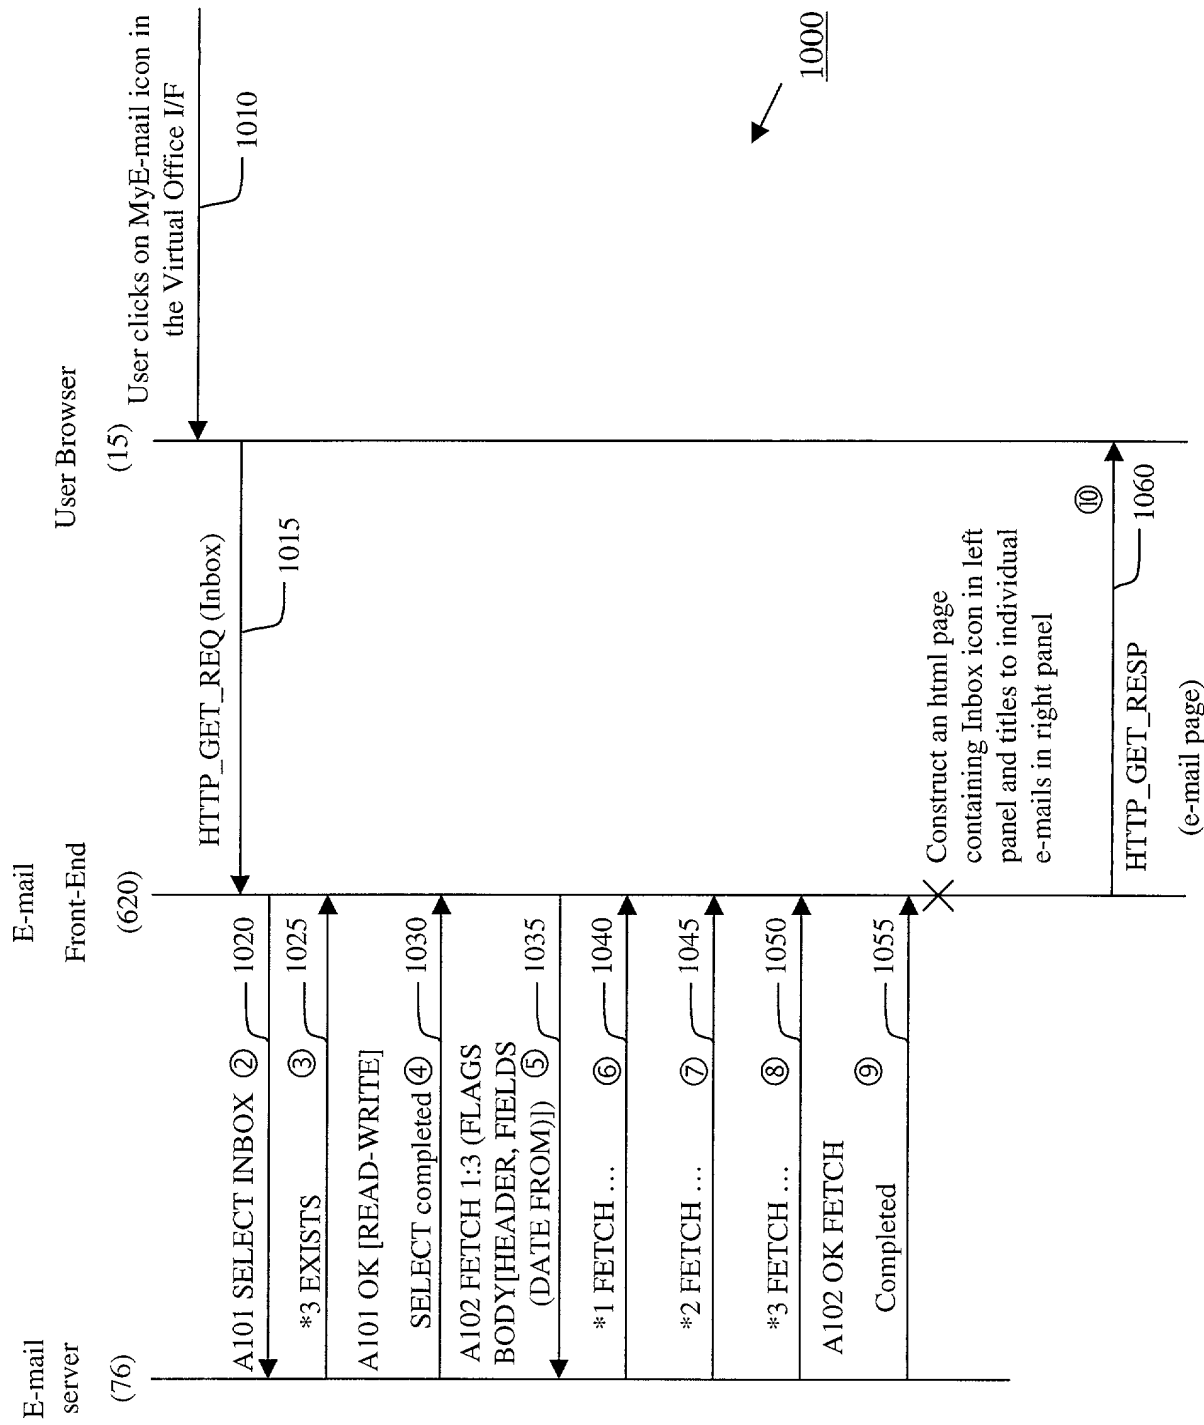 E-mail
server
(76)
E-mail
Front-End
(620)
User Browser
(15)
User clicks on MyE-mail icon in
the Virtual Office I/F
1010
HTTP_GET_REQ (Inbox)
1015
A101 SELECT INBOX ②
1020
*3 EXISTS ③
1025
A101 OK [READ-WRITE]
SELECT completed ④
1030
A102 FETCH 1:3 (FLAGS
BODY[HEADER, FIELDS
(DATE FROM)]) ⑤
1035
*1 FETCH ... ⑥
1040
*2 FETCH ... ⑦
1045
*3 FETCH ... ⑧
1050
A102 OK FETCH
Completed ⑨
1055
Construct an html page
containing Inbox icon in left
panel and titles to individual
e-mails in right panel
HTTP_GET_RESP ⑩
(e-mail page)
1060
1000